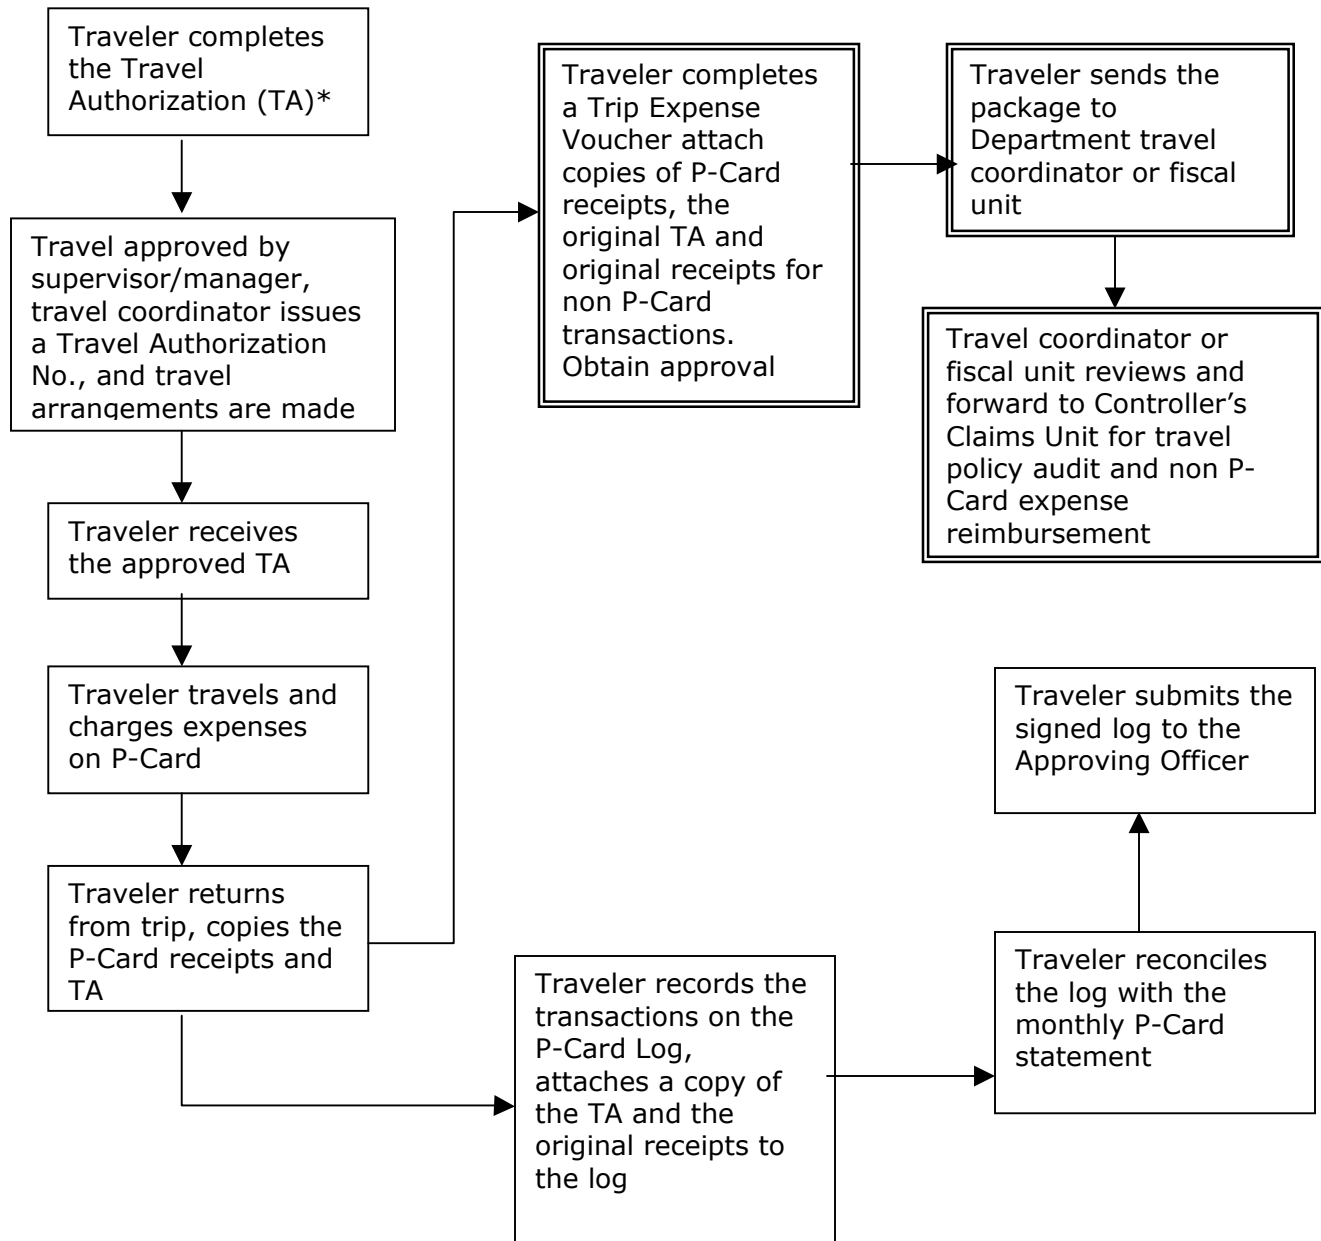 Traveler completes
the Travel
Authorization (TA)*
Travel approved by
supervisor/manager,
travel coordinator issues
a Travel Authorization
No., and travel
arrangements are made
Traveler receives
the approved TA
Traveler travels and
charges expenses
on P-Card
Traveler returns
from trip, copies the
P-Card receipts and
TA
Traveler completes
a Trip Expense
Voucher attach
copies of P-Card
receipts, the
original TA and
original receipts for
non P-Card
transactions.
Obtain approval
Traveler sends the
package to
Department travel
coordinator or fiscal
unit
Travel coordinator or
fiscal unit reviews and
forward to Controller’s
Claims Unit for travel
policy audit and non P-
Card expense
reimbursement
Traveler records the
transactions on the
P-Card Log,
attaches a copy of
the TA and the
original receipts to
the log
Traveler reconciles
the log with the
monthly P-Card
statement
Traveler submits the
signed log to the
Approving Officer